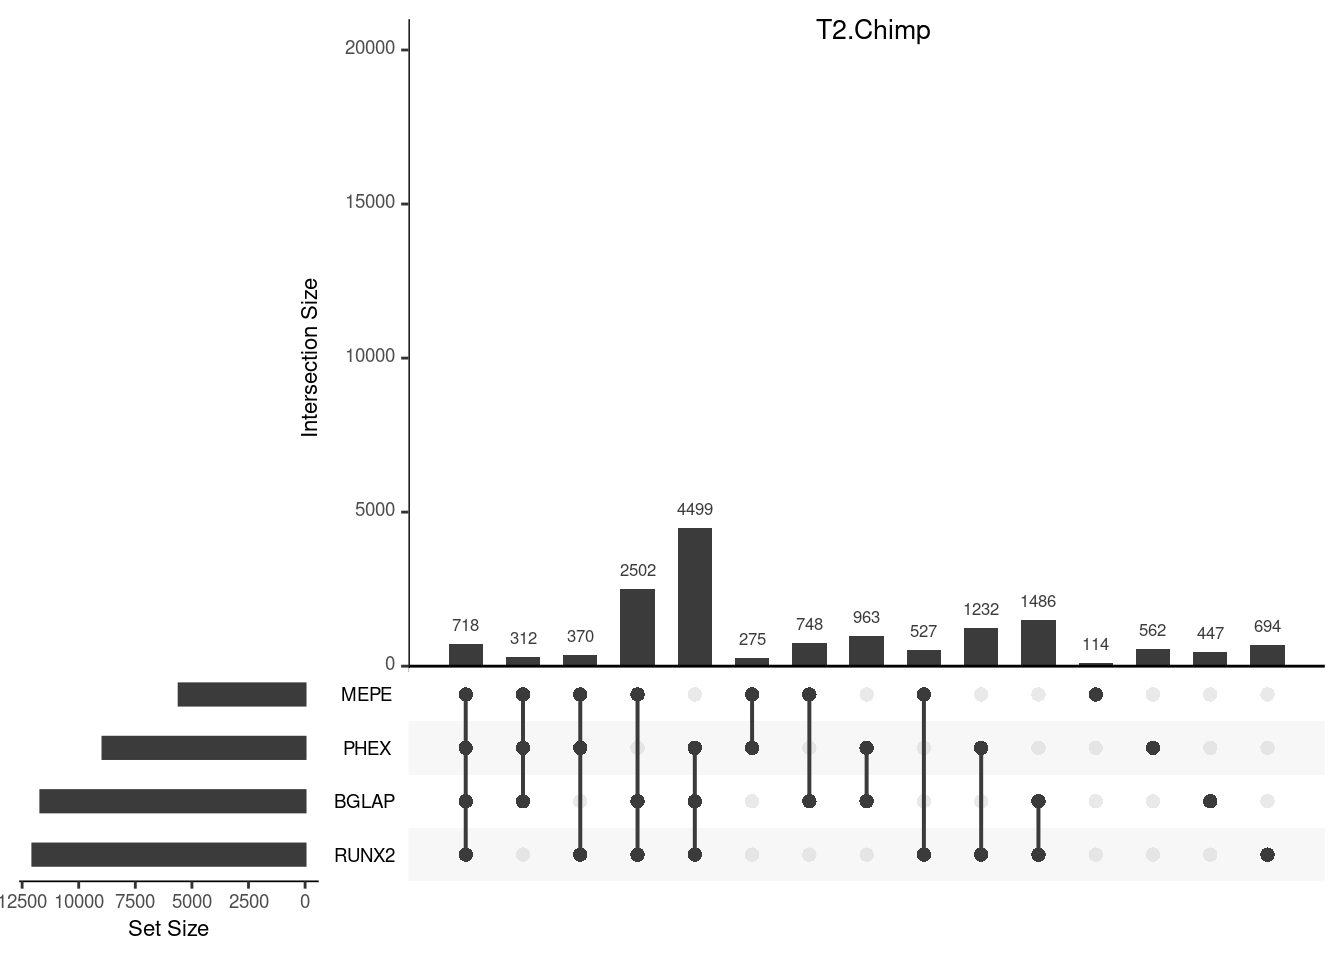 T2.Chimp
20000
15000
10000
5000
0
Intersection Size
718 312 370 2502 4499 275 748 963 527 1232 1486 114 562 447 694
MEPE
PHEX
BGLAP
RUNX2
12500 10000 7500 5000 2500 0
Set Size